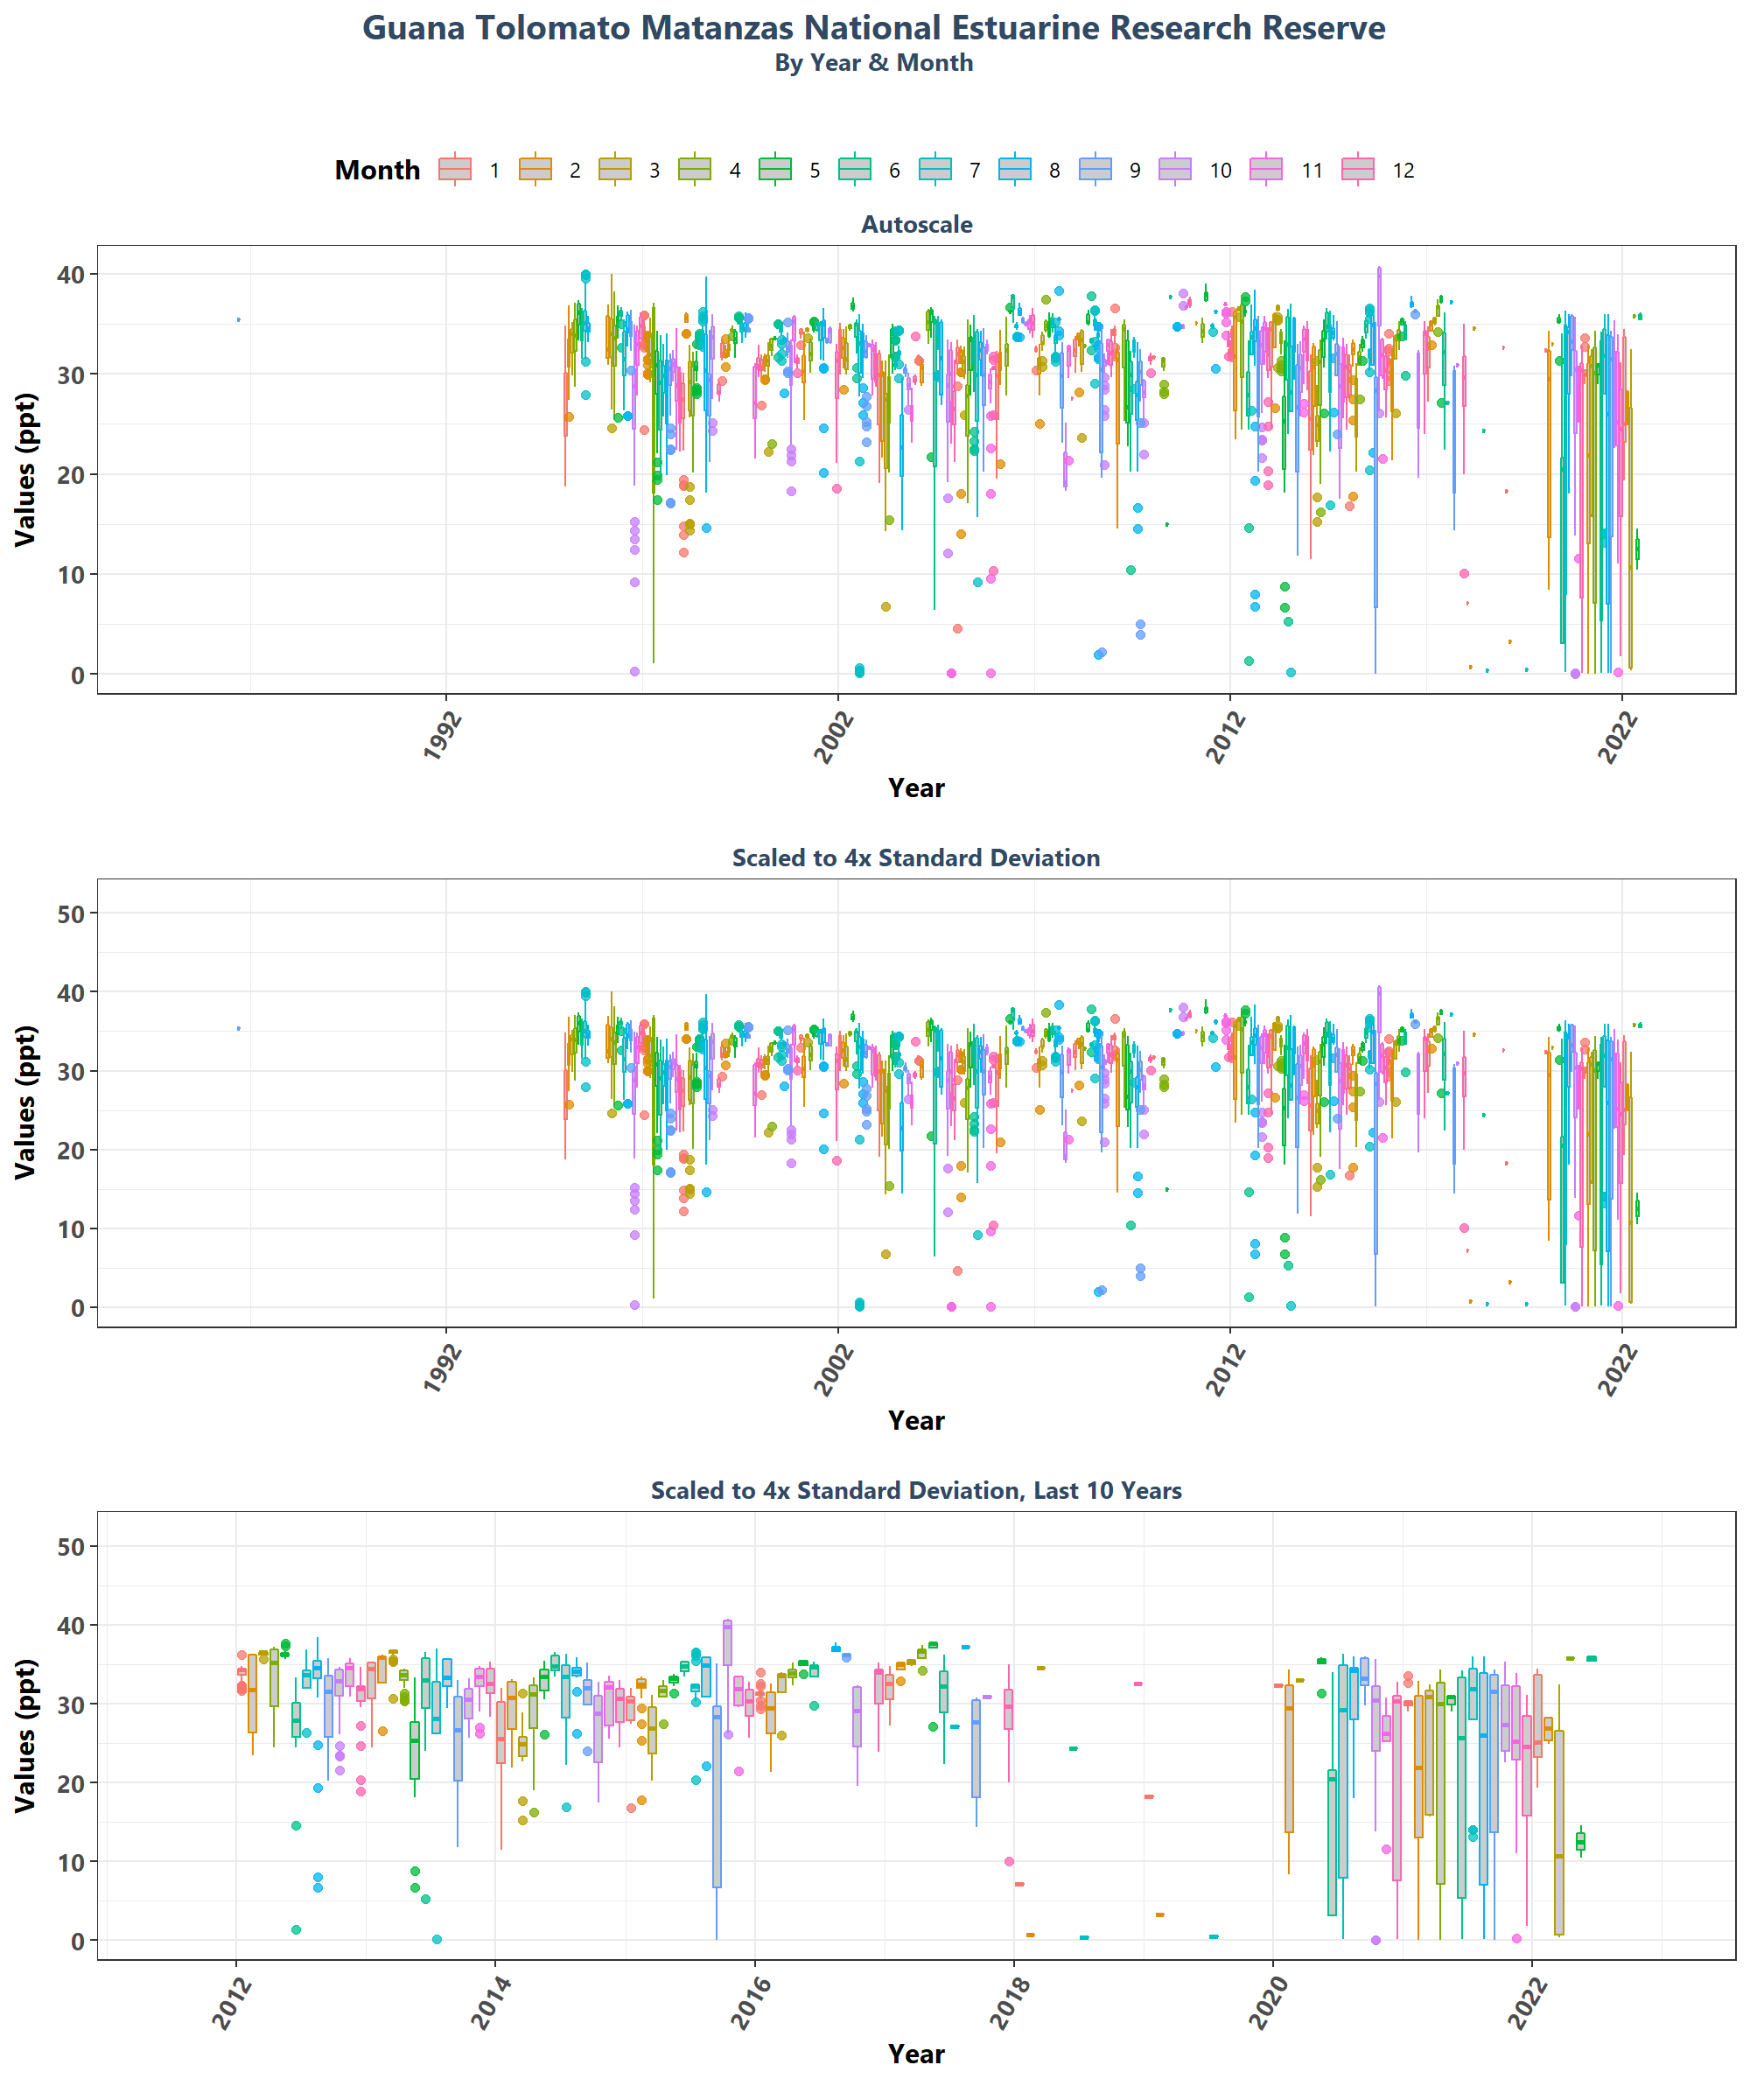 Guana Tolomato Matanzas National Estuarine Research Reserve
By Year & Month
Month 1 2 3 4 5 6 7 8 9 10 11 12
Autoscale
40
30
20
10
0
Values (ppt)
1992 2002 2012 2022
Year
Scaled to 4x Standard Deviation
50
40
30
20
10
0
Values (ppt)
1992 2002 2012 2022
Year
Scaled to 4x Standard Deviation, Last 10 Years
50
40
30
20
10
0
Values (ppt)
2012 2014 2016 2018 2020 2022
Year